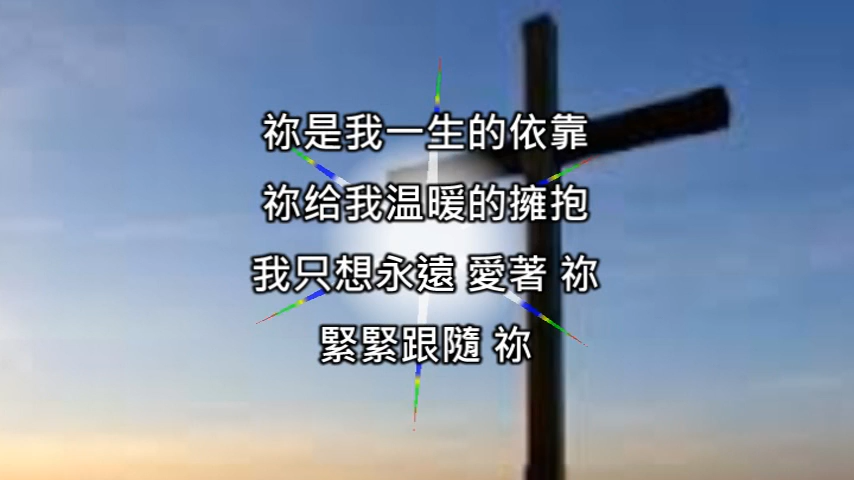 祢是我一生的依靠
祢给我温暖的擁抱
我只想永遠 愛著 祢
緊緊跟隨 祢